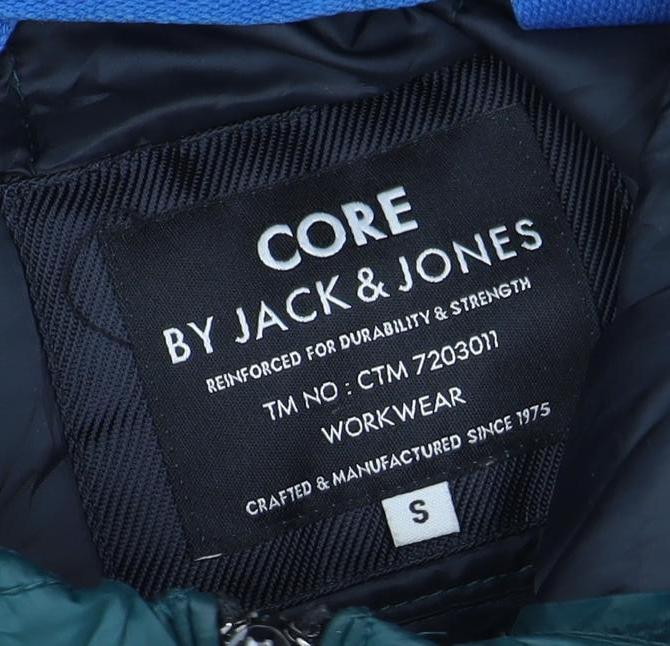 CORE
BY JACK & JONES
REINFORCED FOR DURABILITY & STRENGTH
TM NO : CTM 7203011
WORKWEAR
CRAFTED & MANUFACTURED SINCE 1975
S